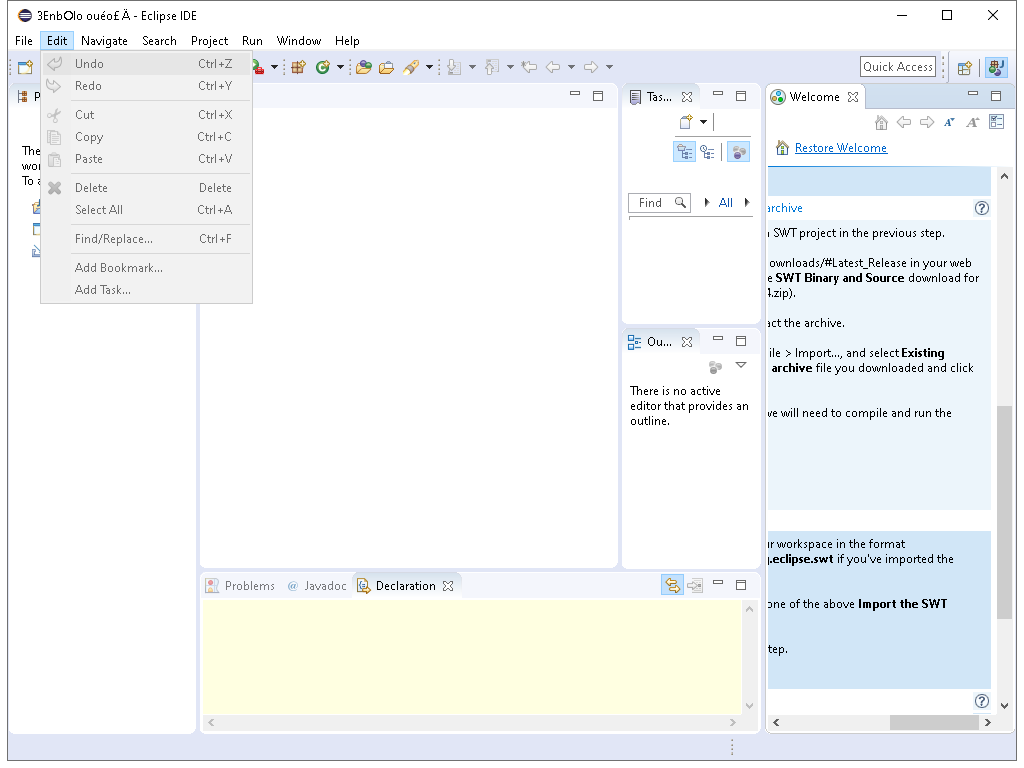 3EnbOlo ouéo£Ä - Eclipse IDE
File Edit Navigate Search Project Run Window Help
Undo Ctrl+Z
Redo Ctrl+Y
Cut Ctrl+X
Copy Ctrl+C
Paste Ctrl+V
Delete Delete
Select All Ctrl+A
Find/Replace... Ctrl+F
Add Bookmark...
Add Task...
Quick Access
P
The
wor
To a
Tas...
Find
All
Ou...
There is no active
editor that provides an
outline.
Problems @ Javadoc Declaration
Welcome
Restore Welcome
archive
SWT project in the previous step.
ownloads/#Latest_Release in your web
e SWT Binary and Source download for
4.zip).
act the archive.
ile > Import..., and select Existing
archive file you downloaded and click
we will need to compile and run the
ur workspace in the format
g.eclipse.swt if you've imported the
one of the above Import the SWT
tep.